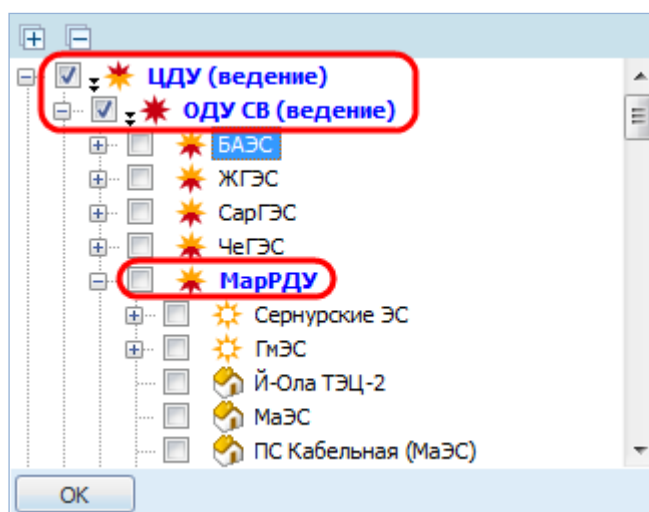 ЦДУ (ведение)
ОДУ СВ (ведение)
БАЭС
ЖГЭС
СарГЭС
ЧеГЭС
МарРДУ
Сернурские ЭС
ГмЭС
Й-Ола ТЭЦ-2
МаЭС
ПС Кабельная (МаЭС)
OK